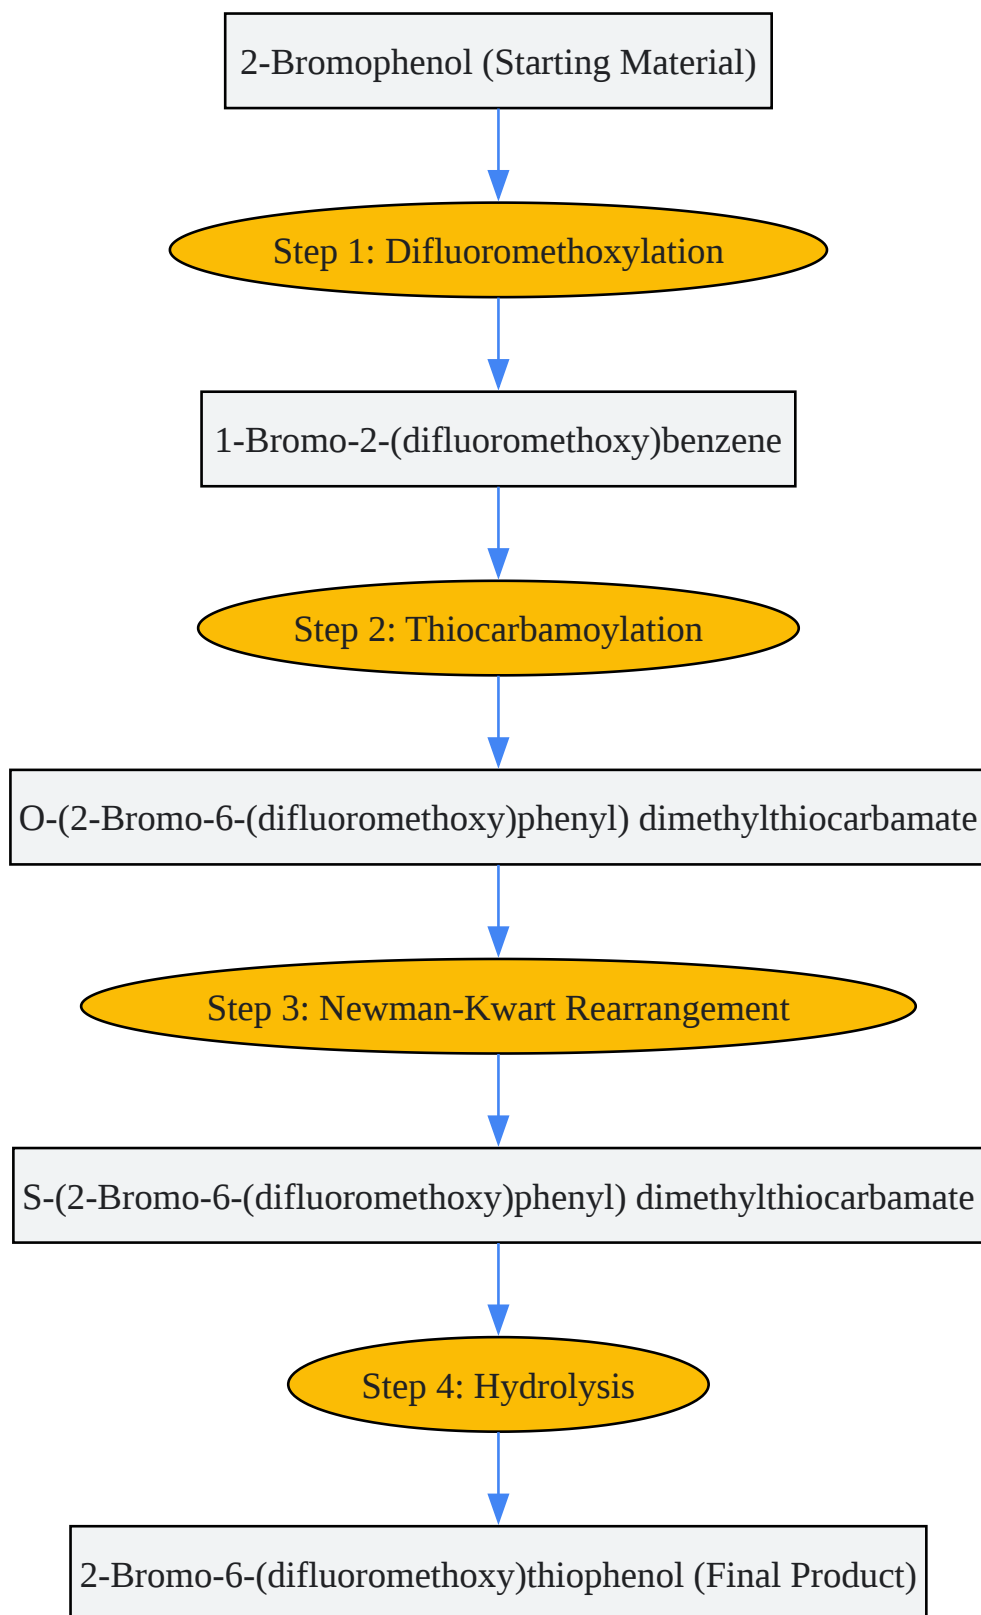 2-Bromophenol (Starting Material)
Step 1: Difluoromethoxylation
1-Bromo-2-(difluoromethoxy)benzene
Step 2: Thiocarbamoylation
O-(2-Bromo-6-(difluoromethoxy)phenyl) dimethylthiocarbamate
Step 3: Newman-Kwart Rearrangement
S-(2-Bromo-6-(difluoromethoxy)phenyl) dimethylthiocarbamate
Step 4: Hydrolysis
2-Bromo-6-(difluoromethoxy)thiophenol (Final Product)